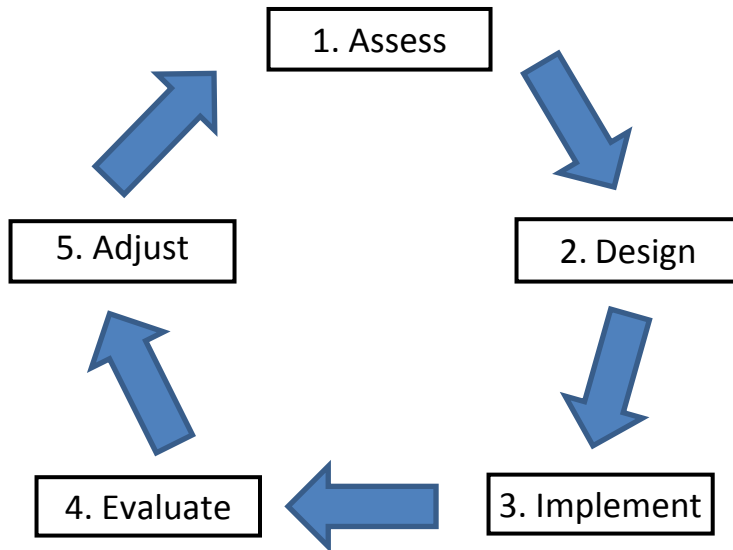 1. Assess
2. Design
3. Implement
4. Evaluate
5. Adjust